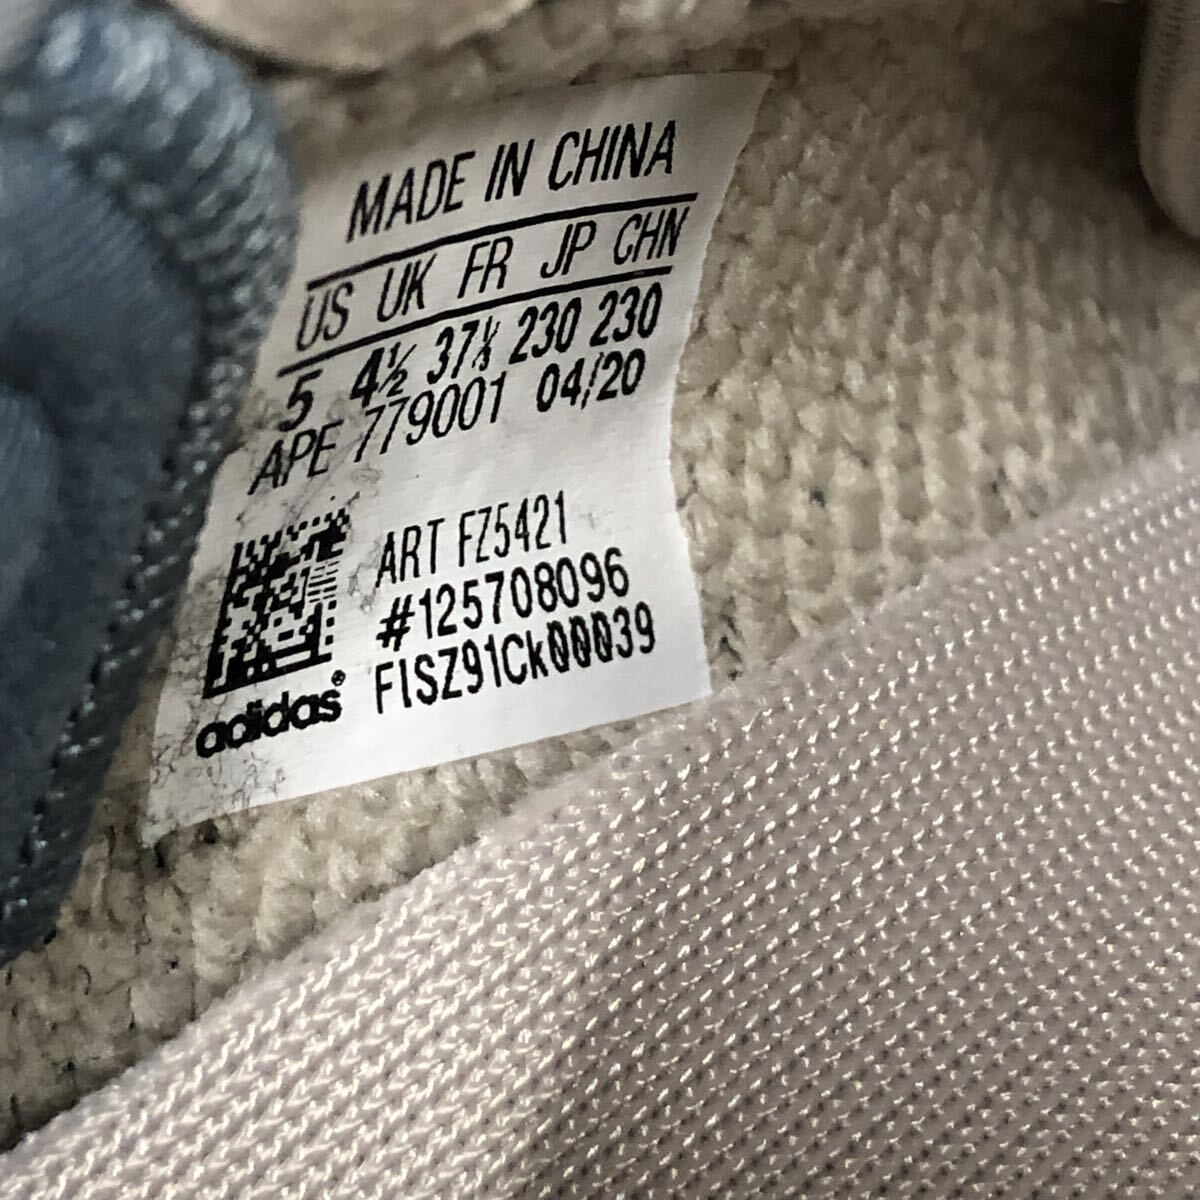 MADE IN CHINA
US UK FR JP CHN
5 4½ 37⅓ 230 230
APE 779001 04/20
ART FZ5421
#125708096
F1SZ91Ck00039
adidas®